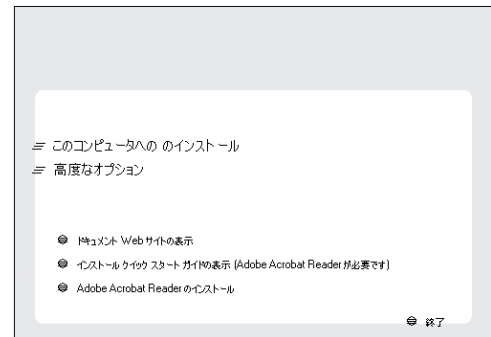 このコンピュータへの のインストール
高度なオプション
ドキュメント Web サイトの表示
インストール クイック スタート ガイドの表示 (Adobe Acrobat Reader が必要です)
Adobe Acrobat Reader のインストール
終了